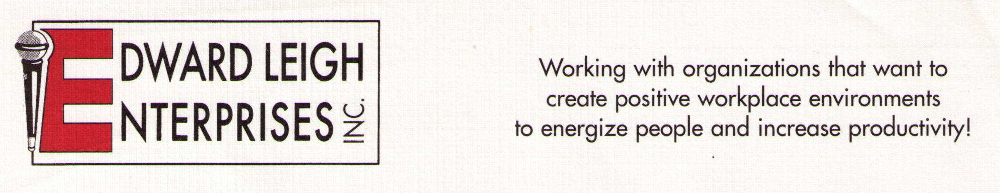 EDWARD LEIGH
ENTERPRISES INC.
Working with organizations that want to
create positive workplace environments
to energize people and increase productivity!